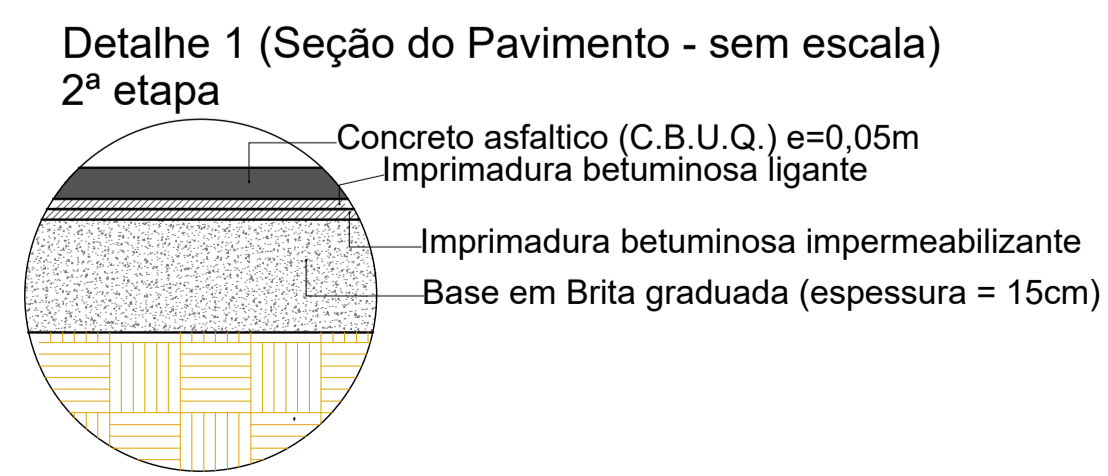 Detalhe 1 (Seção do Pavimento - sem escala)
2ª etapa
Concreto asfaltico (C.B.U.Q.) e=0,05m
Imprimadura betuminosa ligante
Imprimadura betuminosa impermeabilizante
Base em Brita graduada (espessura = 15cm)